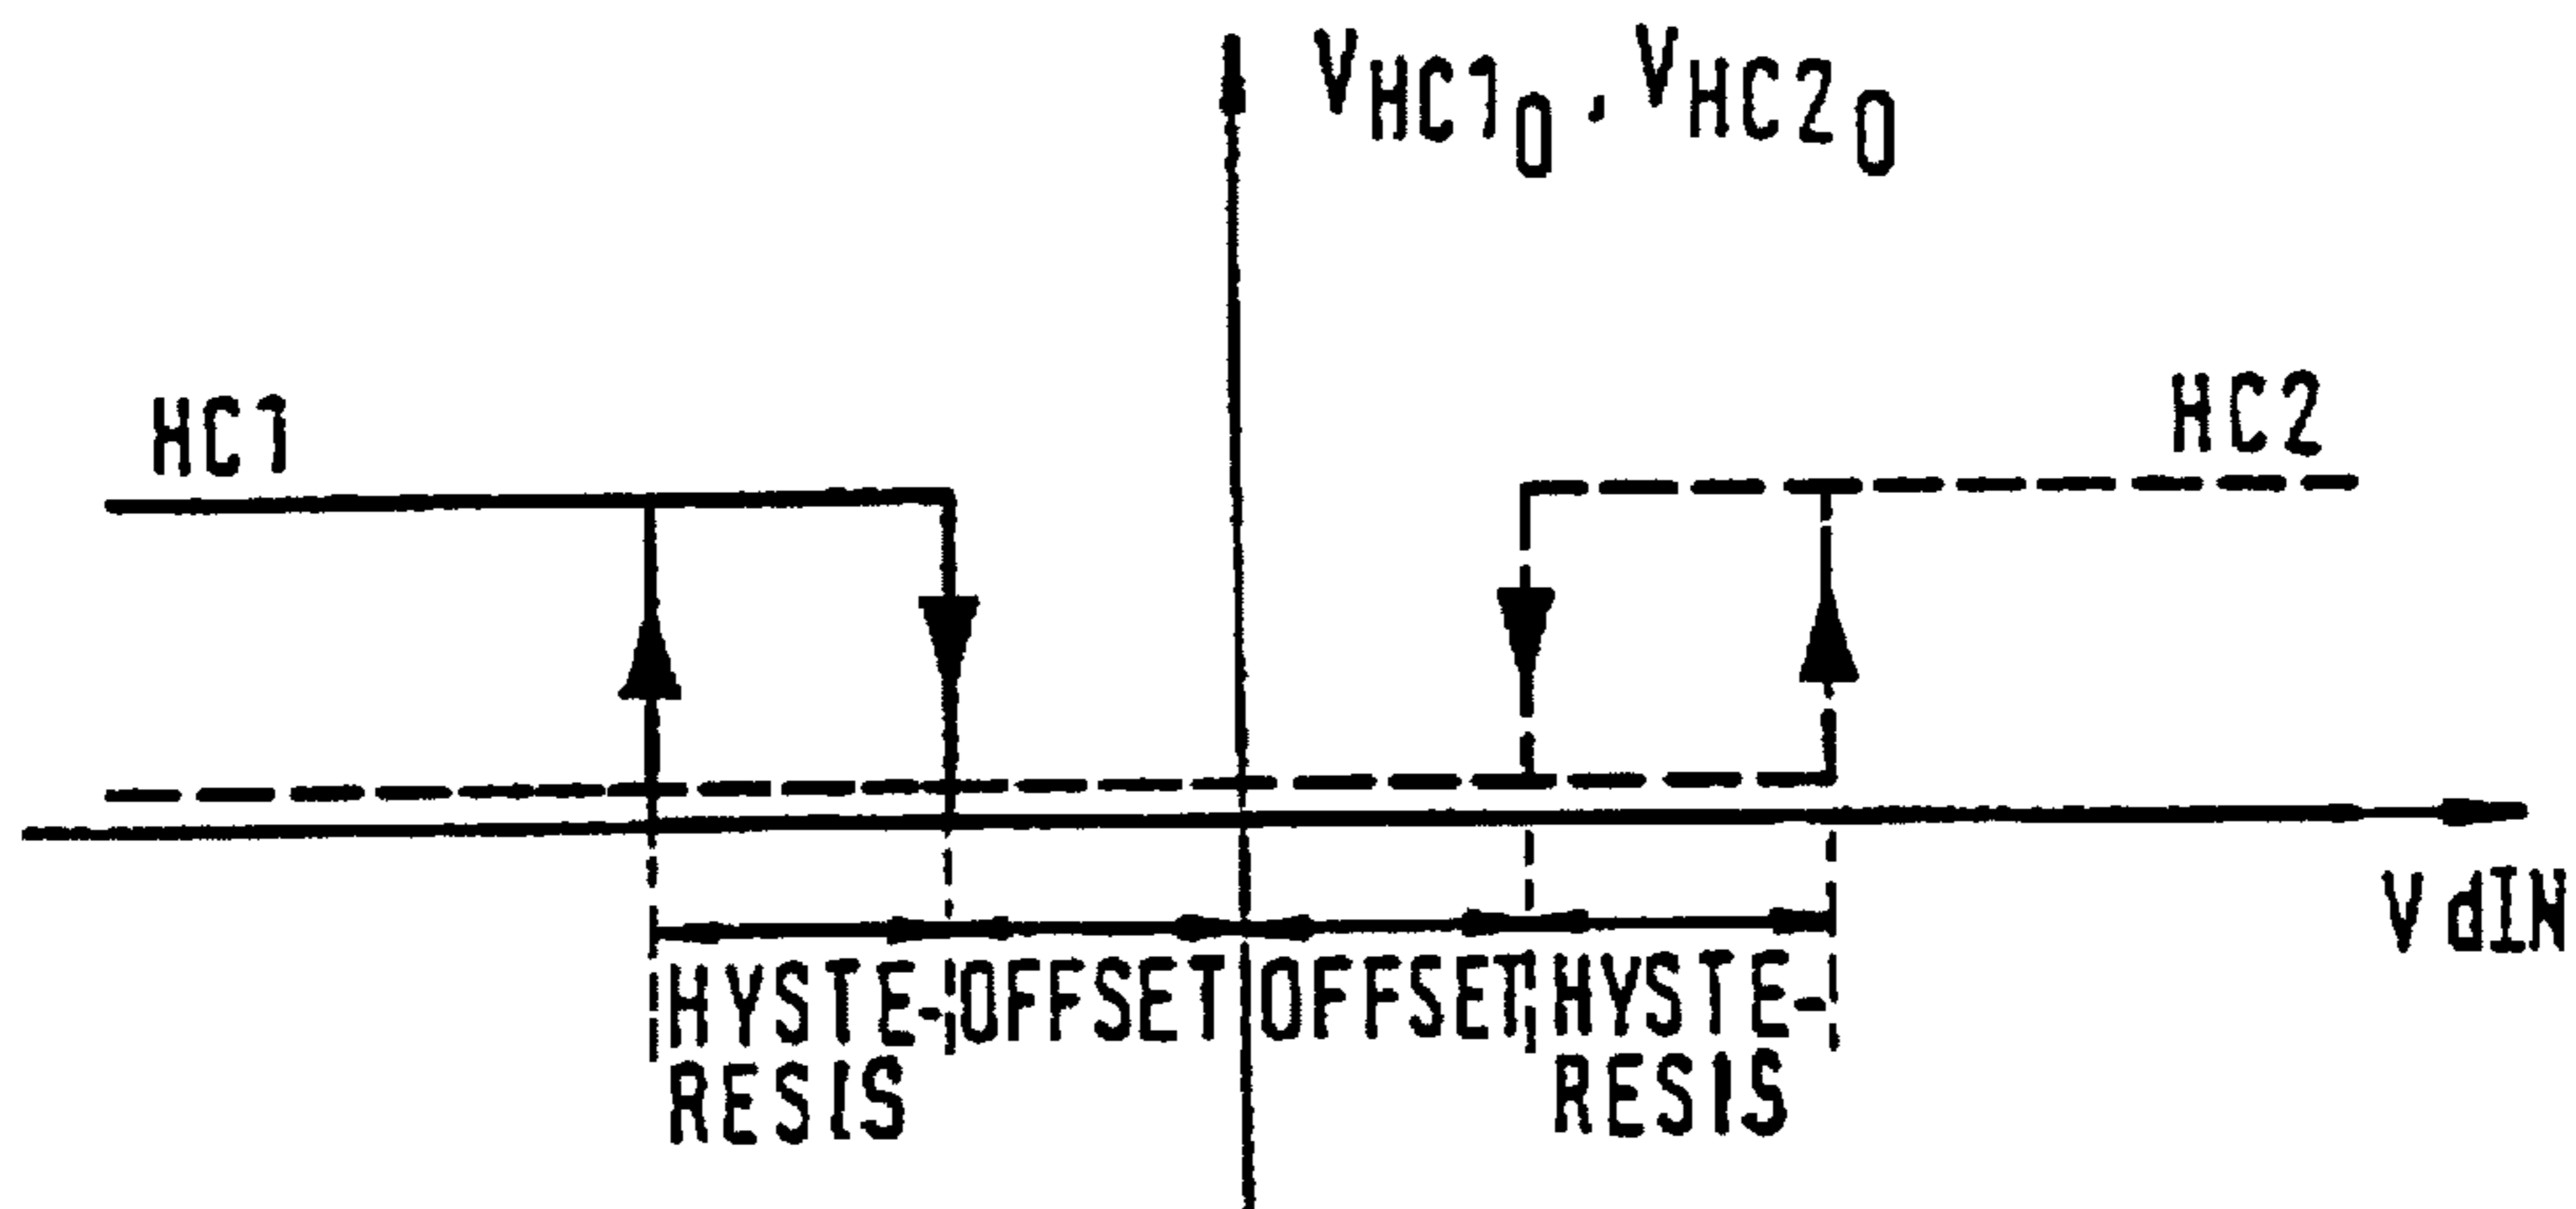 VHC1O, VHC2O
HC1
HC2
VdIN
HYSTE- OFFSET OFFSET HYSTE-
RESIS RESIS